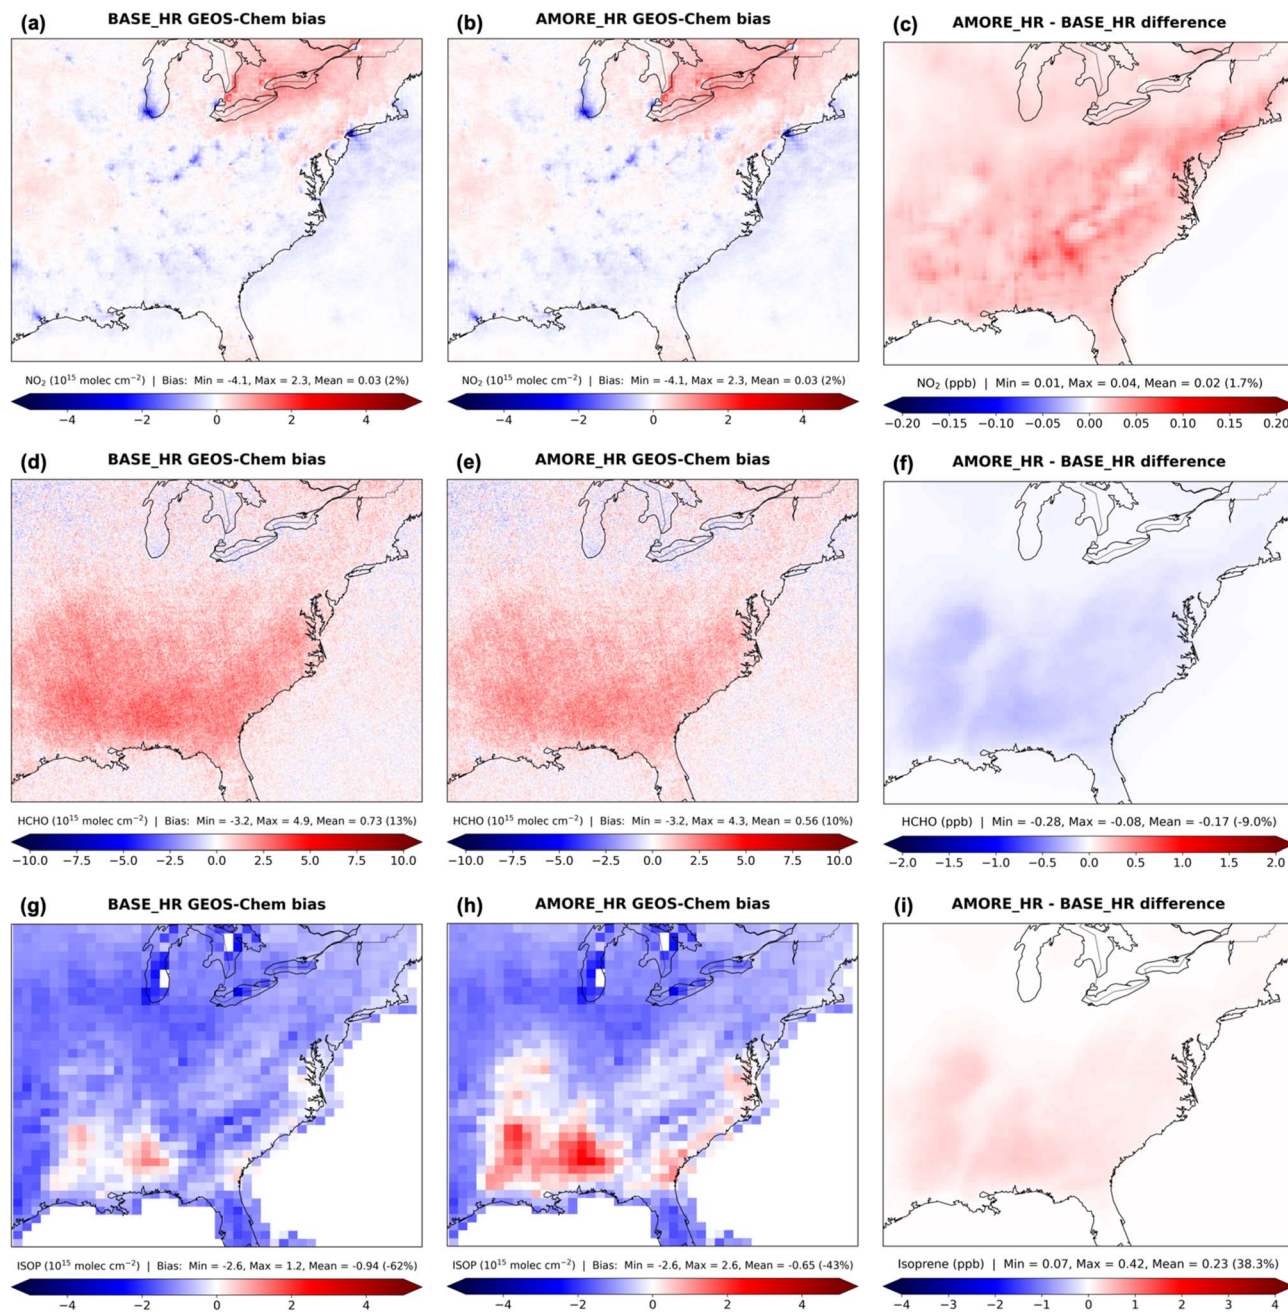 (a) BASE_HR GEOS-Chem bias
(b) AMORE_HR GEOS-Chem bias
(c) AMORE_HR - BASE_HR difference
NO₂ (10¹⁵ molec cm⁻²) | Bias: Min = -4.1, Max = 2.3, Mean = 0.03 (2%)
−4 −2 0 2 4
NO₂ (10¹⁵ molec cm⁻²) | Bias: Min = -4.1, Max = 2.3, Mean = 0.03 (2%)
−4 −2 0 2 4
NO₂ (ppb) | Min = 0.01, Max = 0.04, Mean = 0.02 (1.7%)
−0.20 −0.15 −0.10 −0.05 0.00 0.05 0.10 0.15 0.20
(d) BASE_HR GEOS-Chem bias
(e) AMORE_HR GEOS-Chem bias
(f) AMORE_HR - BASE_HR difference
HCHO (10¹⁵ molec cm⁻²) | Bias: Min = -3.2, Max = 4.9, Mean = 0.73 (13%)
−10.0 −7.5 −5.0 −2.5 0.0 2.5 5.0 7.5 10.0
HCHO (10¹⁵ molec cm⁻²) | Bias: Min = -3.2, Max = 4.3, Mean = 0.56 (10%)
−10.0 −7.5 −5.0 −2.5 0.0 2.5 5.0 7.5 10.0
HCHO (ppb) | Min = -0.28, Max = -0.08, Mean = -0.17 (-9.0%)
−2.0 −1.5 −1.0 −0.5 0.0 0.5 1.0 1.5 2.0
(g) BASE_HR GEOS-Chem bias
(h) AMORE_HR GEOS-Chem bias
(i) AMORE_HR - BASE_HR difference
ISOP (10¹⁵ molec cm⁻²) | Bias: Min = -2.6, Max = 1.2, Mean = -0.94 (-62%)
−4 −2 0 2 4
ISOP (10¹⁵ molec cm⁻²) | Bias: Min = -2.6, Max = 2.6, Mean = -0.65 (-43%)
−4 −2 0 2 4
Isoprene (ppb) | Min = 0.07, Max = 0.42, Mean = 0.23 (38.3%)
−4 −3 −2 −1 0 1 2 3 4